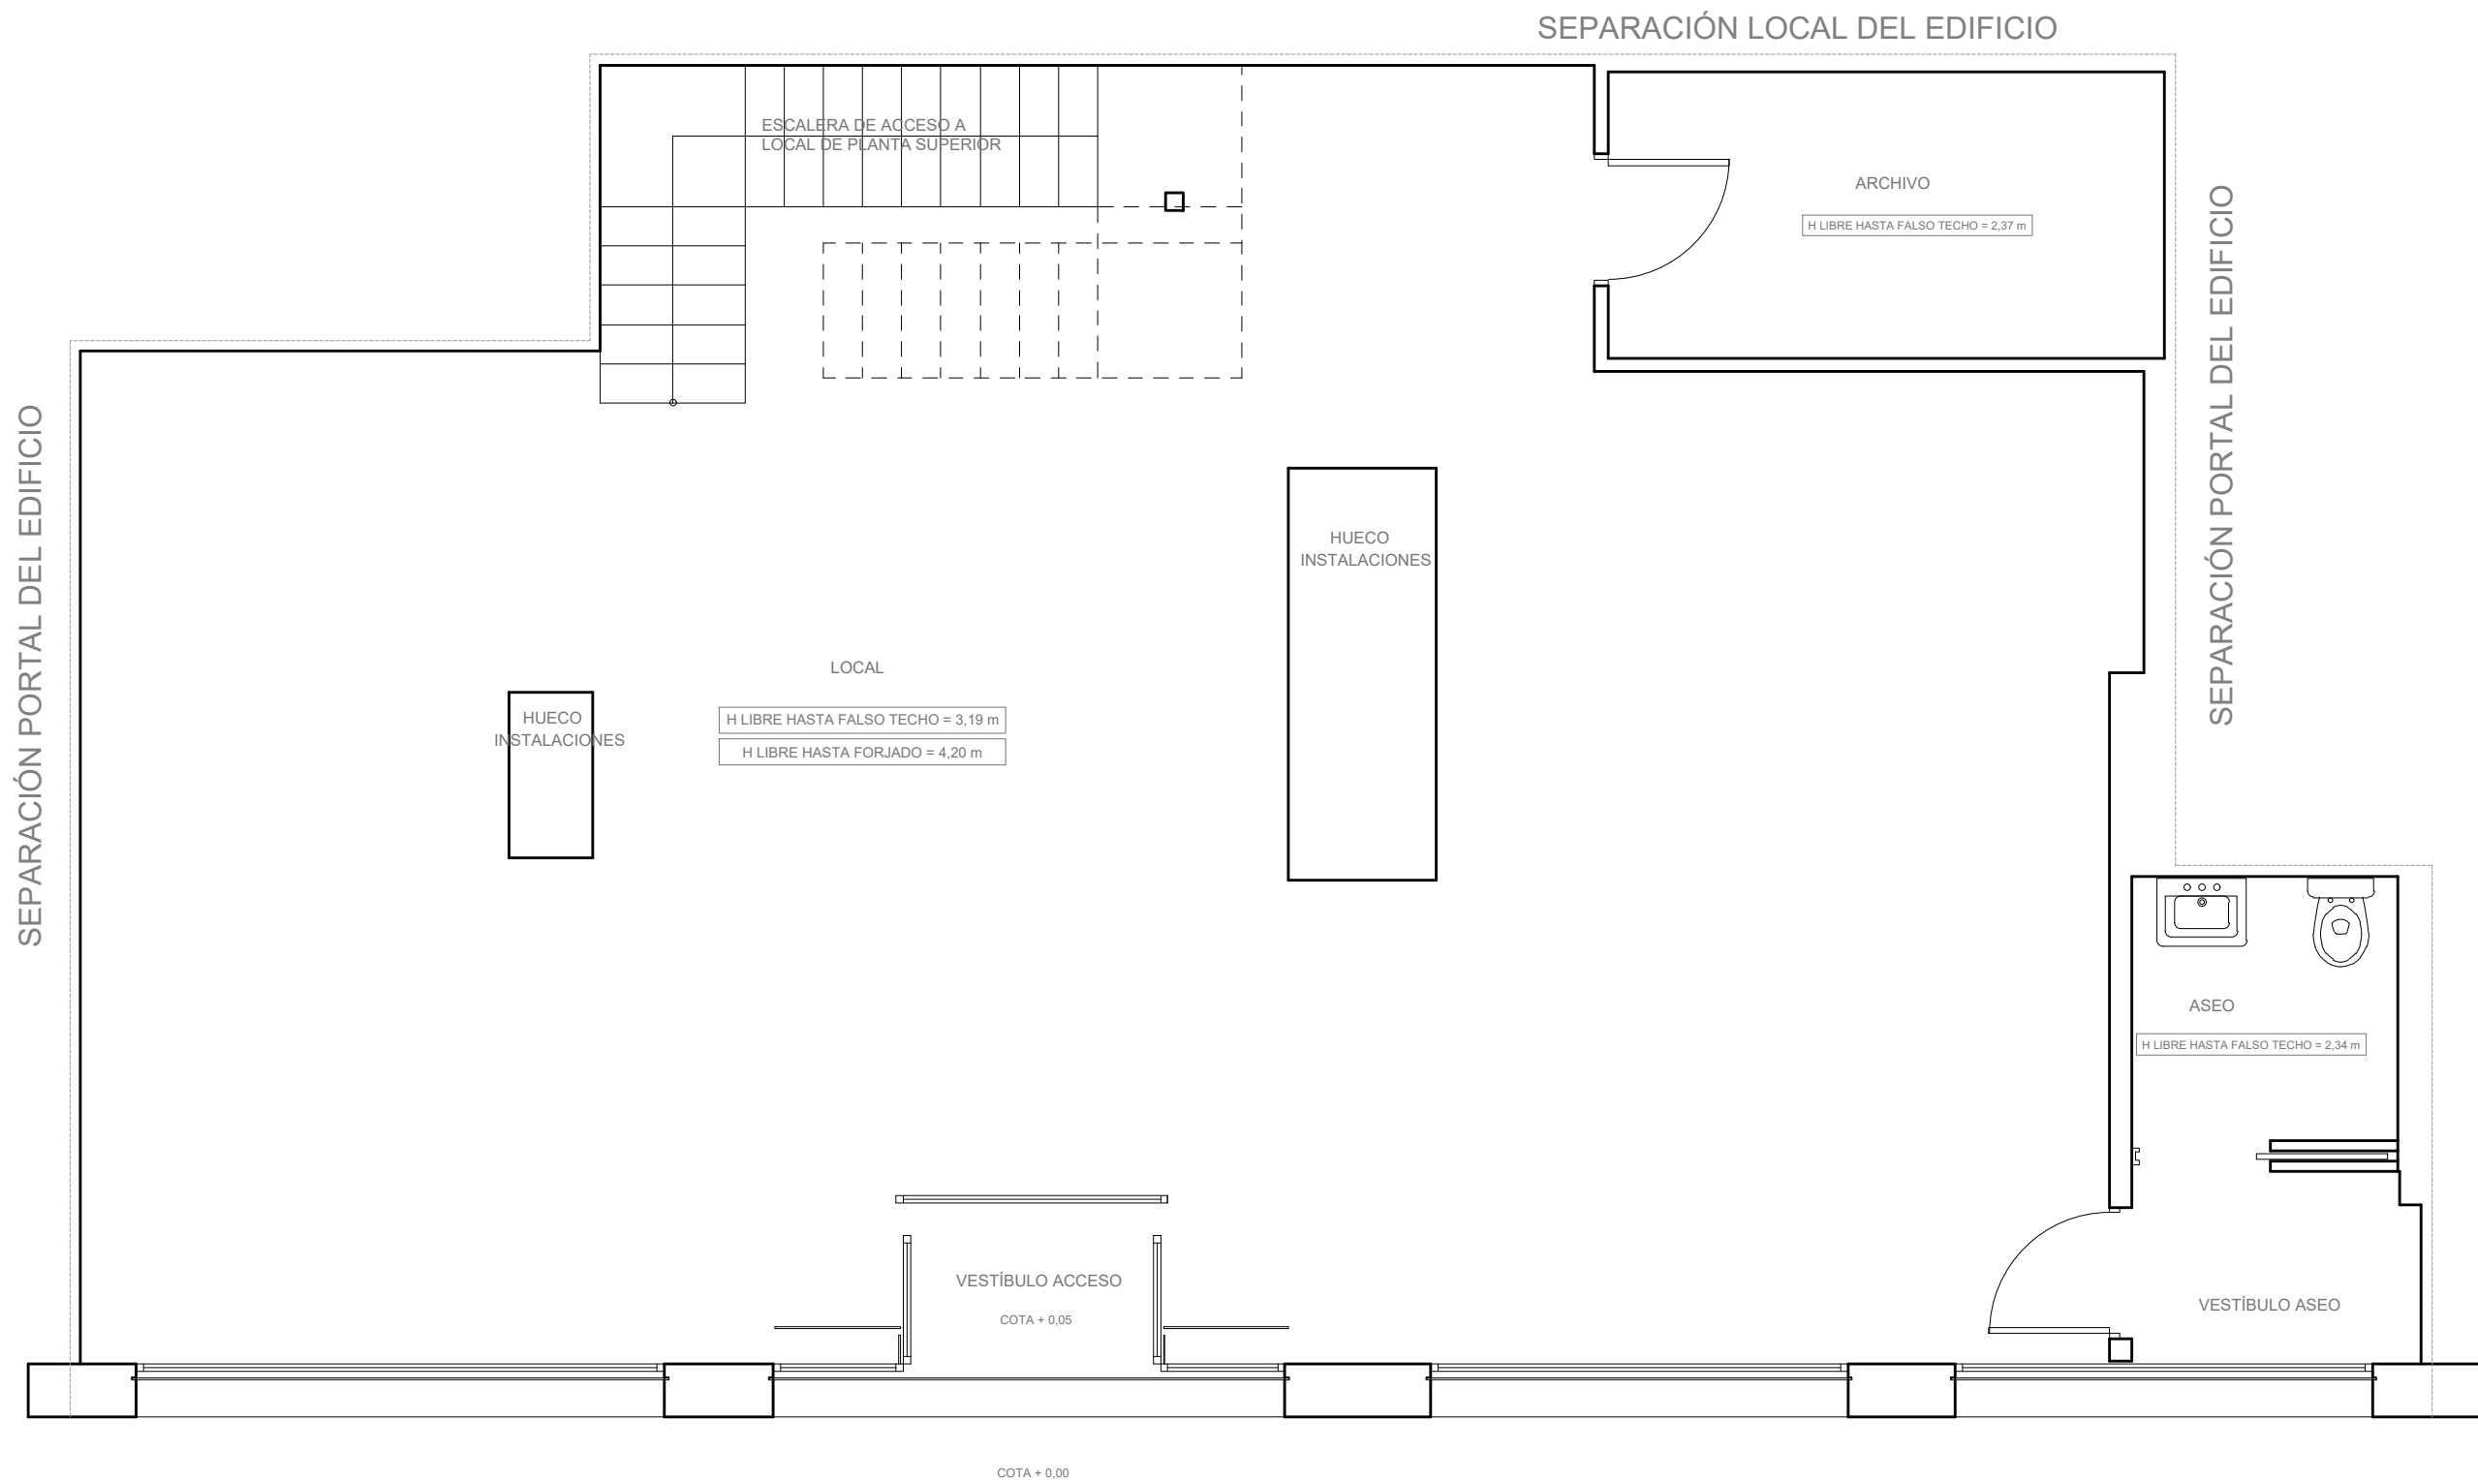 SEPARACIÓN LOCAL DEL EDIFICIO
ESCALERA DE ACCESO A
LOCAL DE PLANTA SUPERIOR
ARCHIVO
H LIBRE HASTA FALSO TECHO = 2,37 m
SEPARACIÓN PORTAL DEL EDIFICIO
SEPARACIÓN PORTAL DEL EDIFICIO
HUECO
INSTALACIONES
LOCAL
H LIBRE HASTA FALSO TECHO = 3,19 m
H LIBRE HASTA FORJADO = 4,20 m
HUECO
INSTALACIONES
ASEO
H LIBRE HASTA FALSO TECHO = 2,34 m
VESTÍBULO ACCESO
COTA + 0,05
VESTÍBULO ASEO
COTA + 0,00